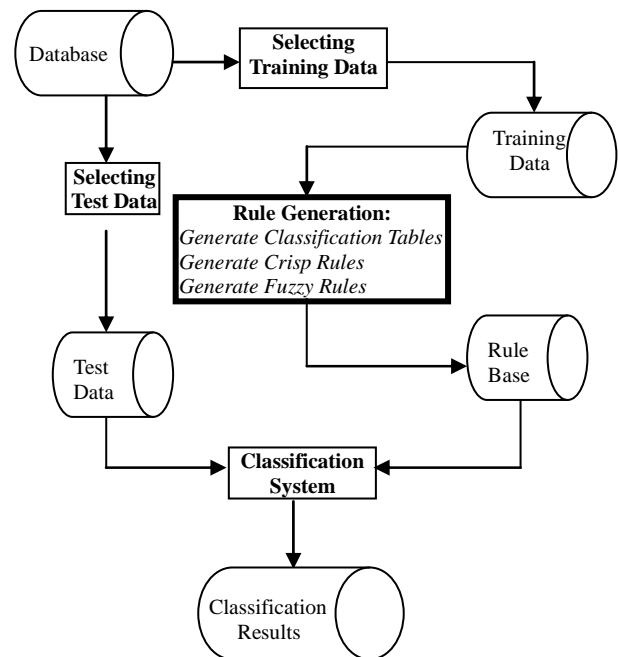 Database
Selecting
Training Data
Training
Data
Selecting
Test Data
Rule Generation:
Generate Classification Tables
Generate Crisp Rules
Generate Fuzzy Rules
Test
Data
Rule
Base
Classification
System
Classification
Results